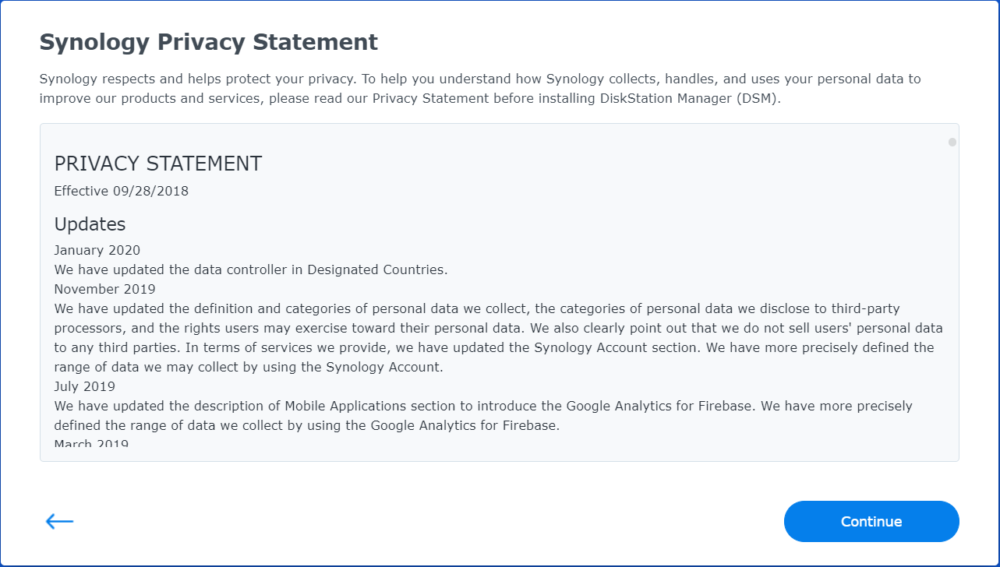 Synology Privacy Statement
Synology respects and helps protect your privacy. To help you understand how Synology collects, handles, and uses your personal data to
improve our products and services, please read our Privacy Statement before installing DiskStation Manager (DSM).
PRIVACY STATEMENT
Effective 09/28/2018
Updates
January 2020
We have updated the data controller in Designated Countries.
November 2019
We have updated the definition and categories of personal data we collect, the categories of personal data we disclose to third-party
processors, and the rights users may exercise toward their personal data. We also clearly point out that we do not sell users' personal data
to any third parties. In terms of services we provide, we have updated the Synology Account section. We have more precisely defined the
range of data we may collect by using the Synology Account.
July 2019
We have updated the description of Mobile Applications section to introduce the Google Analytics for Firebase. We have more precisely
defined the range of data we collect by using the Google Analytics for Firebase.
March 2019
Continue